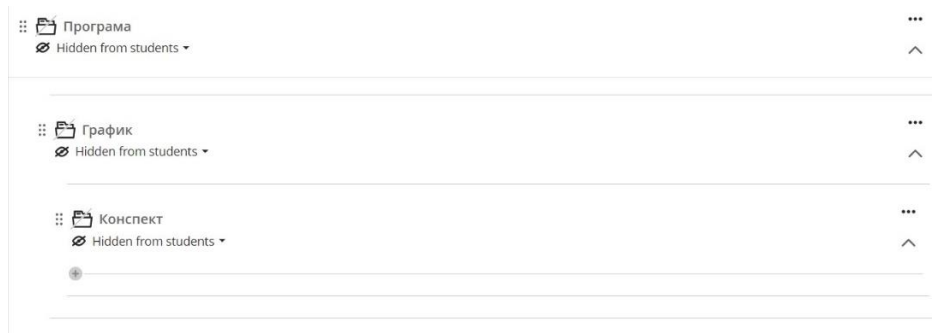 Програма
Hidden from students
График
Hidden from students
Конспект
Hidden from students